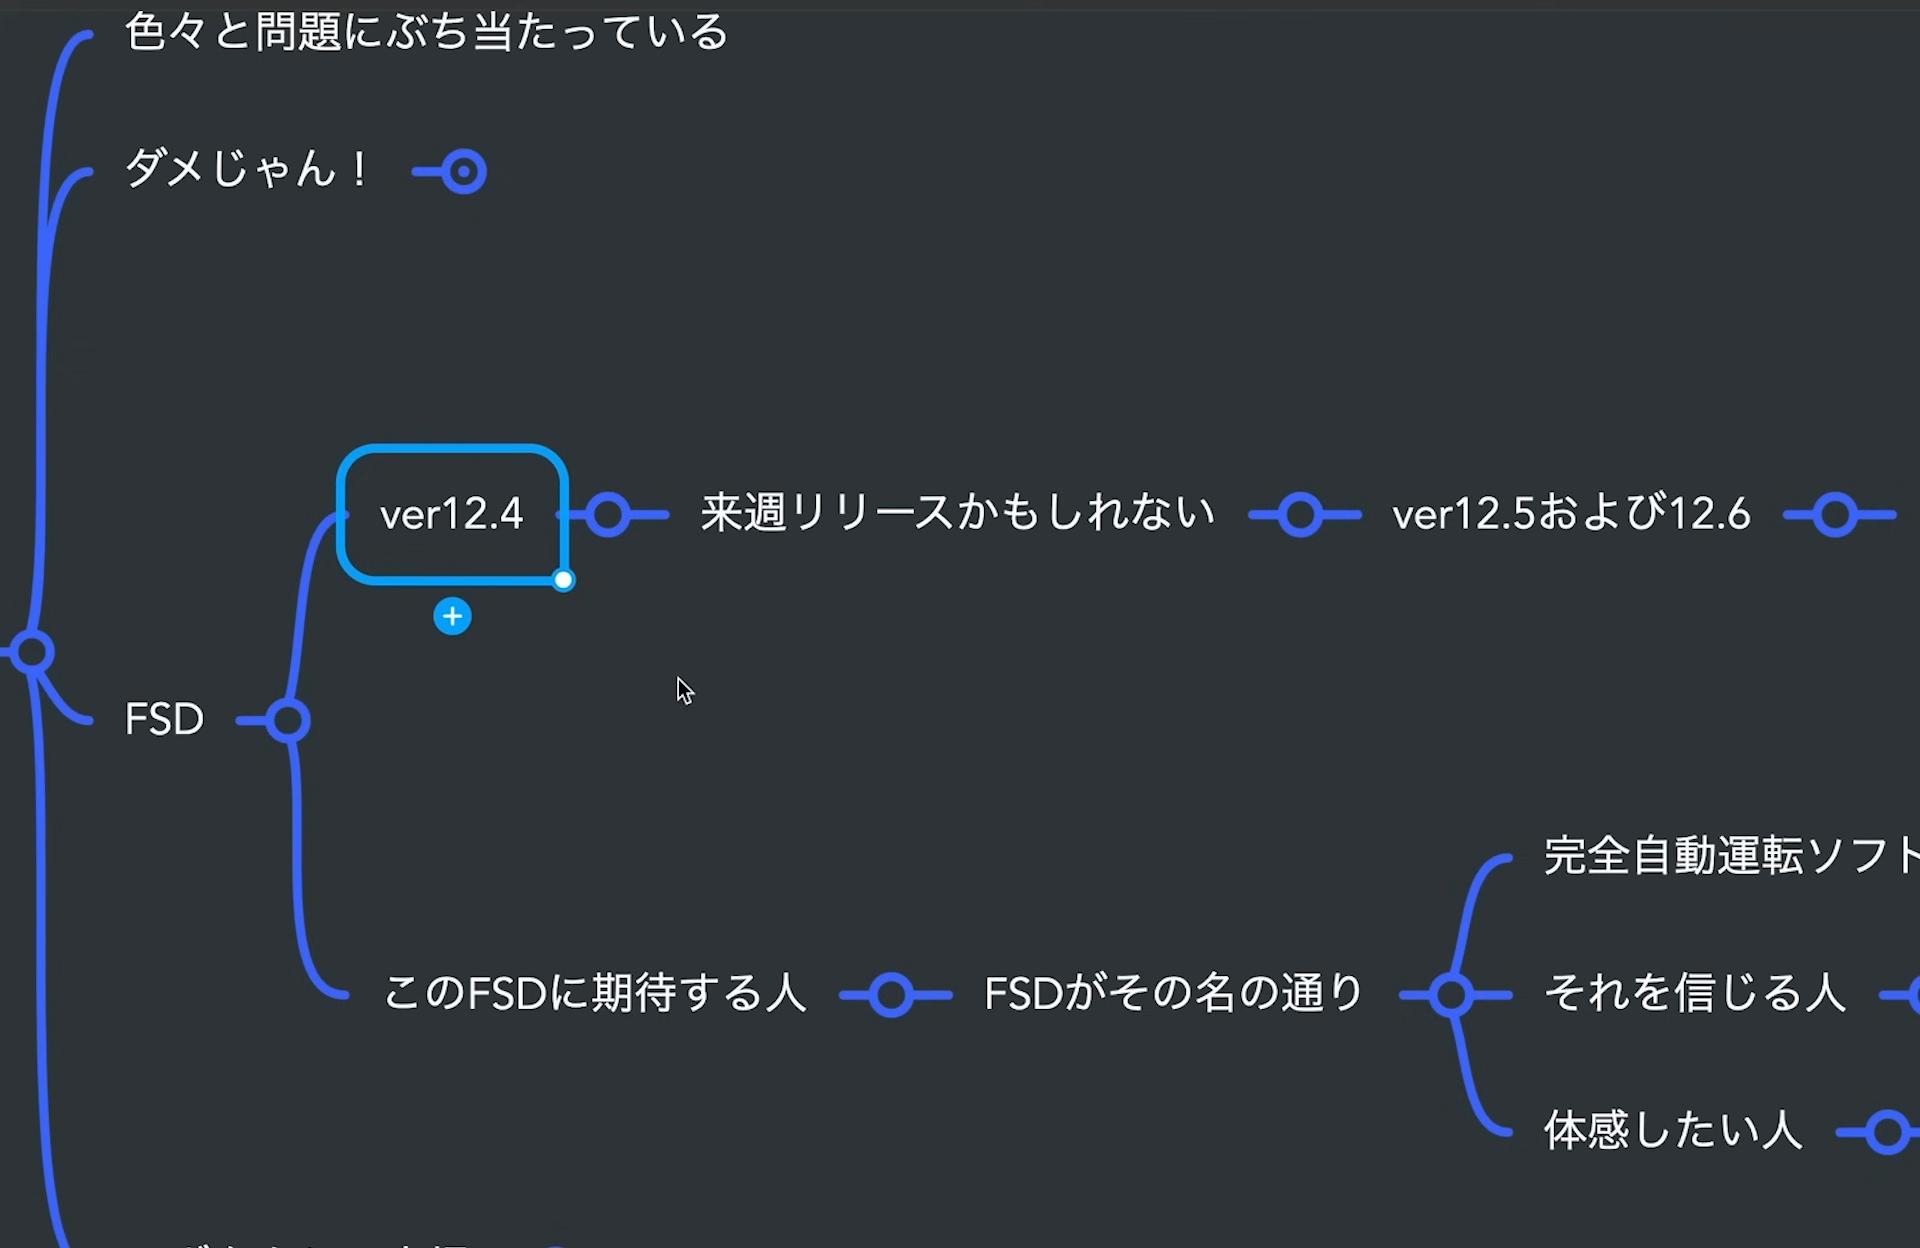 色々と問題にぶち当たっている
ダメじゃん！
ver12.4
来週リリースかもしれない
ver12.5および12.6
FSD
完全自動運転ソフト
このFSDに期待する人
FSDがその名の通り
それを信じる人
体感したい人